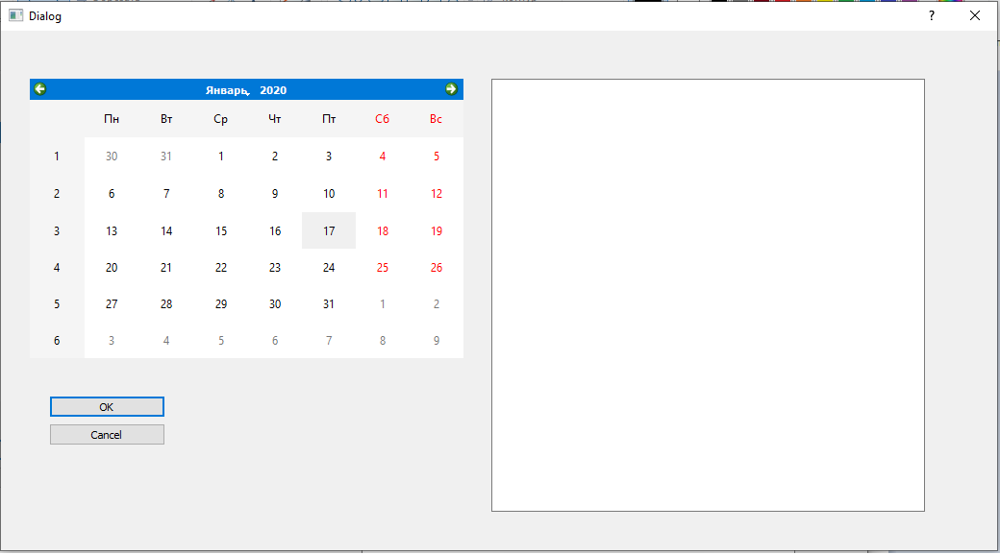 Dialog ?
Январь, 2020
Пн Вт Ср Чт Пт Сб Вс
1 30 31 1 2 3 4 5
2 6 7 8 9 10 11 12
3 13 14 15 16 17 18 19
4 20 21 22 23 24 25 26
5 27 28 29 30 31 1 2
6 3 4 5 6 7 8 9
OK
Cancel